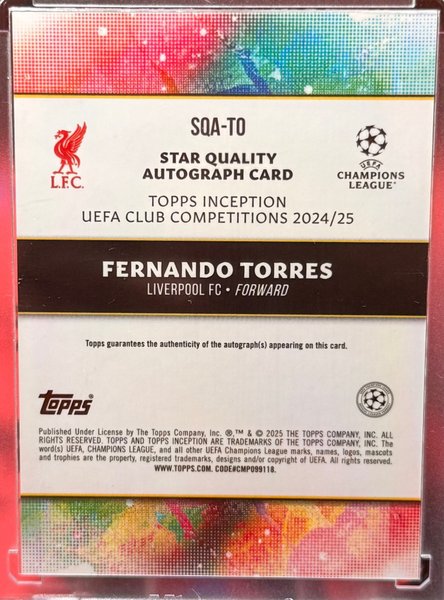 SQA-TO
STAR QUALITY
AUTOGRAPH CARD
L.F.C.
UEFA
CHAMPIONS
LEAGUE
TOPPS INCEPTION
UEFA CLUB COMPETITIONS 2024/25
FERNANDO TORRES
LIVERPOOL FC • FORWARD
Topps guarantees the authenticity of the autograph(s) appearing on this card.
Topps
Published Under License by The Topps Company, Inc. ®,™ & © 2025 THE TOPPS COMPANY, INC. ALL
RIGHTS RESERVED. TOPPS AND TOPPS INCEPTION ARE TRADEMARKS OF THE TOPPS COMPANY, INC. The
word(s) UEFA, CHAMPIONS LEAGUE, and all other UEFA Champions League marks, names, logos, mascots
and trophies are the property, registered trademarks, designs and/or copyright of UEFA. All rights reserved.
WWW.TOPPS.COM. CODE#CMP099118.